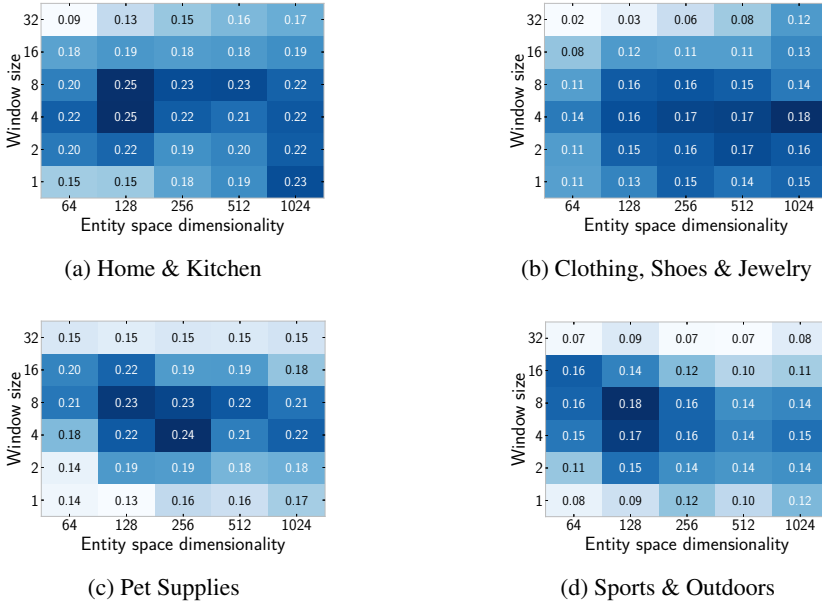 Window size
32 0.09 0.13 0.15 0.16 0.17
16 0.18 0.19 0.18 0.18 0.19
8 0.20 0.25 0.23 0.23 0.22
4 0.22 0.25 0.22 0.21 0.22
2 0.20 0.22 0.19 0.20 0.22
1 0.15 0.15 0.18 0.19 0.23
64 128 256 512 1024
Entity space dimensionality
(a) Home & Kitchen
Window size
32 0.02 0.03 0.06 0.08 0.12
16 0.08 0.12 0.11 0.11 0.13
8 0.11 0.16 0.16 0.15 0.14
4 0.14 0.16 0.17 0.17 0.18
2 0.11 0.15 0.16 0.17 0.16
1 0.11 0.13 0.15 0.14 0.15
64 128 256 512 1024
Entity space dimensionality
(b) Clothing, Shoes & Jewelry
Window size
32 0.15 0.15 0.15 0.15 0.15
16 0.20 0.22 0.19 0.19 0.18
8 0.21 0.23 0.23 0.22 0.21
4 0.18 0.22 0.24 0.21 0.22
2 0.14 0.19 0.19 0.18 0.18
1 0.14 0.13 0.16 0.16 0.17
64 128 256 512 1024
Entity space dimensionality
(c) Pet Supplies
Window size
32 0.07 0.09 0.07 0.07 0.08
16 0.16 0.14 0.12 0.10 0.11
8 0.16 0.18 0.16 0.14 0.14
4 0.15 0.17 0.16 0.14 0.15
2 0.11 0.15 0.14 0.14 0.14
1 0.08 0.09 0.12 0.10 0.12
64 128 256 512 1024
Entity space dimensionality
(d) Sports & Outdoors